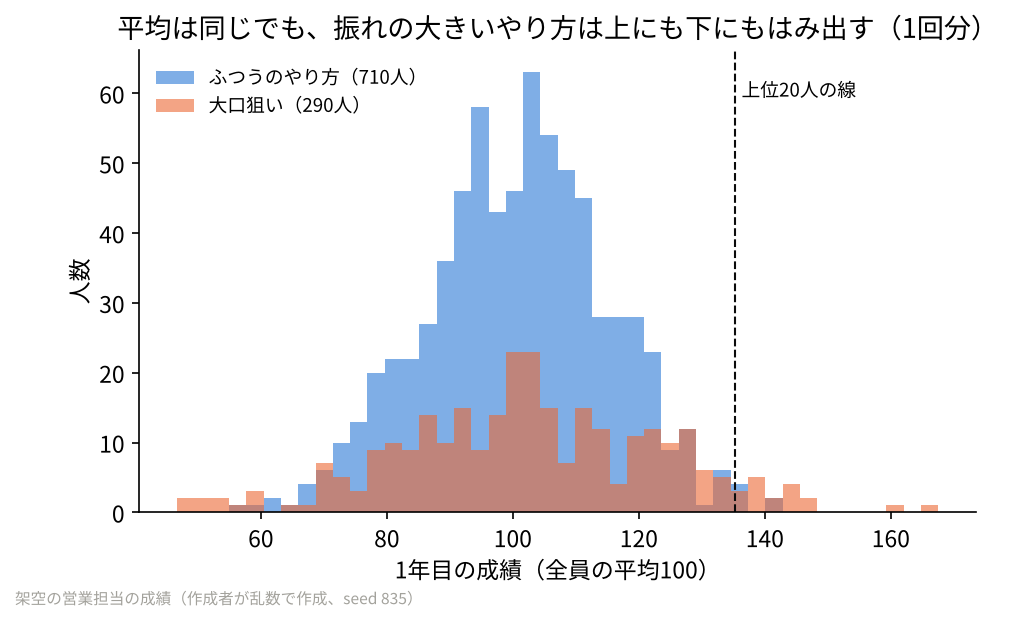 平均は同じでも、振れの大きいやり方は上にも下にもはみ出す（1回分）
ふつうのやり方（710人）
大口狙い（290人）
上位20人の線
人数
60
50
40
30
20
10
0
60 80 100 120 140 160
1年目の成績（全員の平均100）
架空の営業担当の成績（作成者が乱数で作成、seed 835）